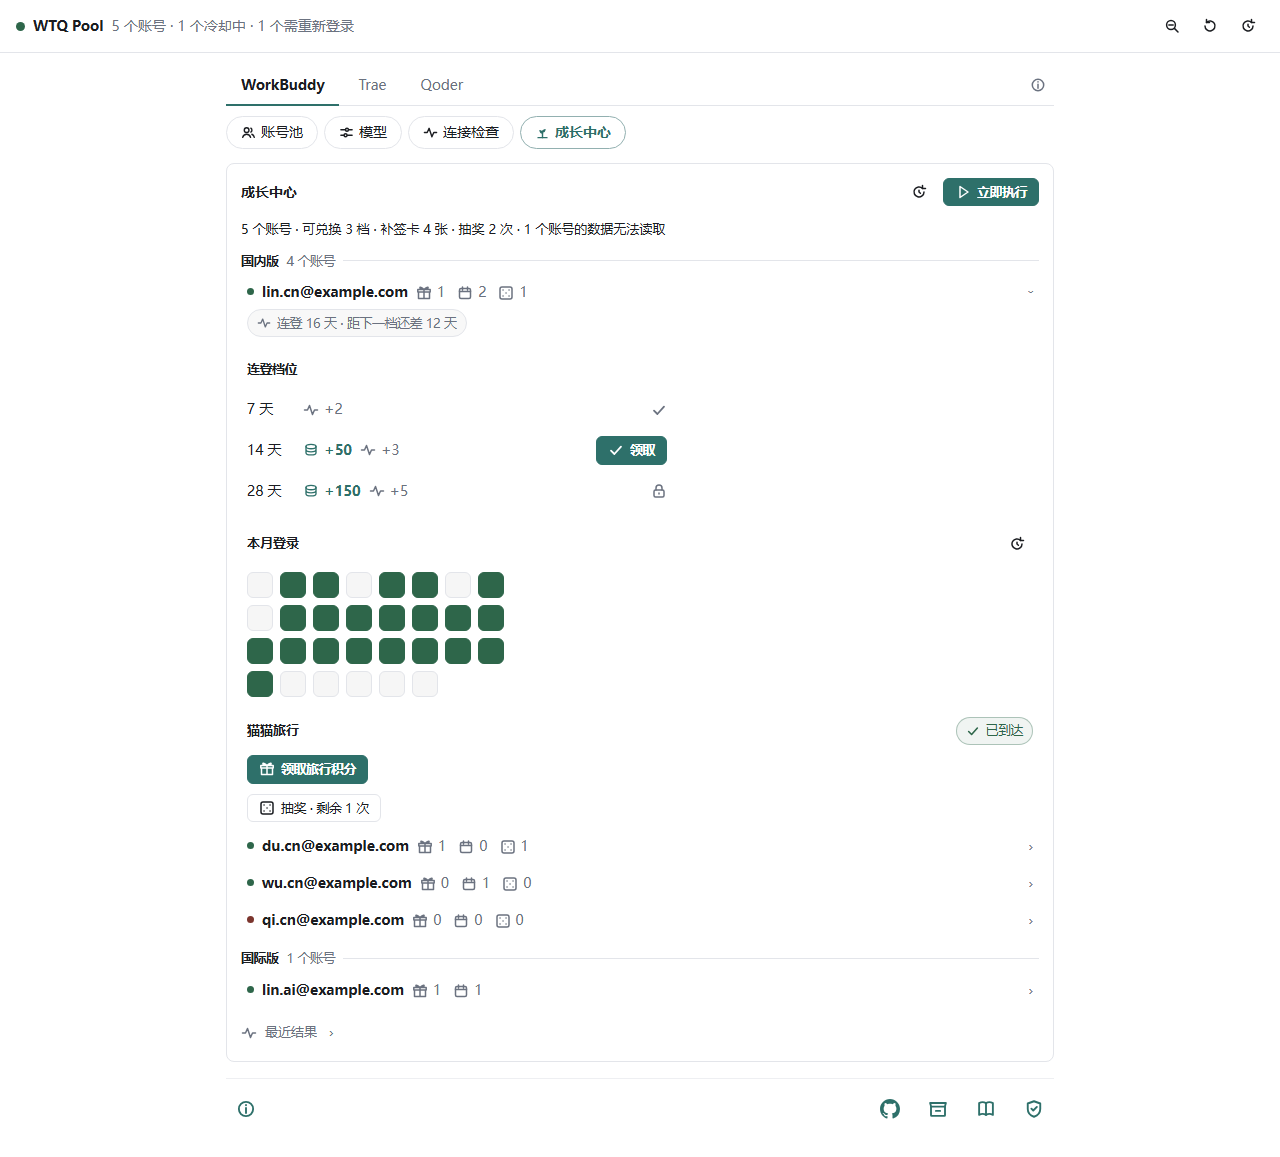 WTQ Pool 5 个账号 · 1 个冷却中 · 1 个需重新登录
WorkBuddy Trae Qoder
账号池 模型 连接检查 成长中心
成长中心 立即执行
5 个账号 · 可兑换 3 档 · 补签卡 4 张 · 抽奖 2 次 · 1 个账号的数据无法读取
国内版 4 个账号
lin.cn@example.com 1 2 1
连登 16 天 · 距下一档还差 12 天
连登档位
7 天 +2
14 天 +50 +3 领取
28 天 +150 +5
本月登录
猫猫旅行 已到达
领取旅行积分
抽奖 · 剩余 1 次
du.cn@example.com 1 0 1
wu.cn@example.com 0 1 0
qi.cn@example.com 0 0 0
国际版 1 个账号
lin.ai@example.com 1 1
最近结果